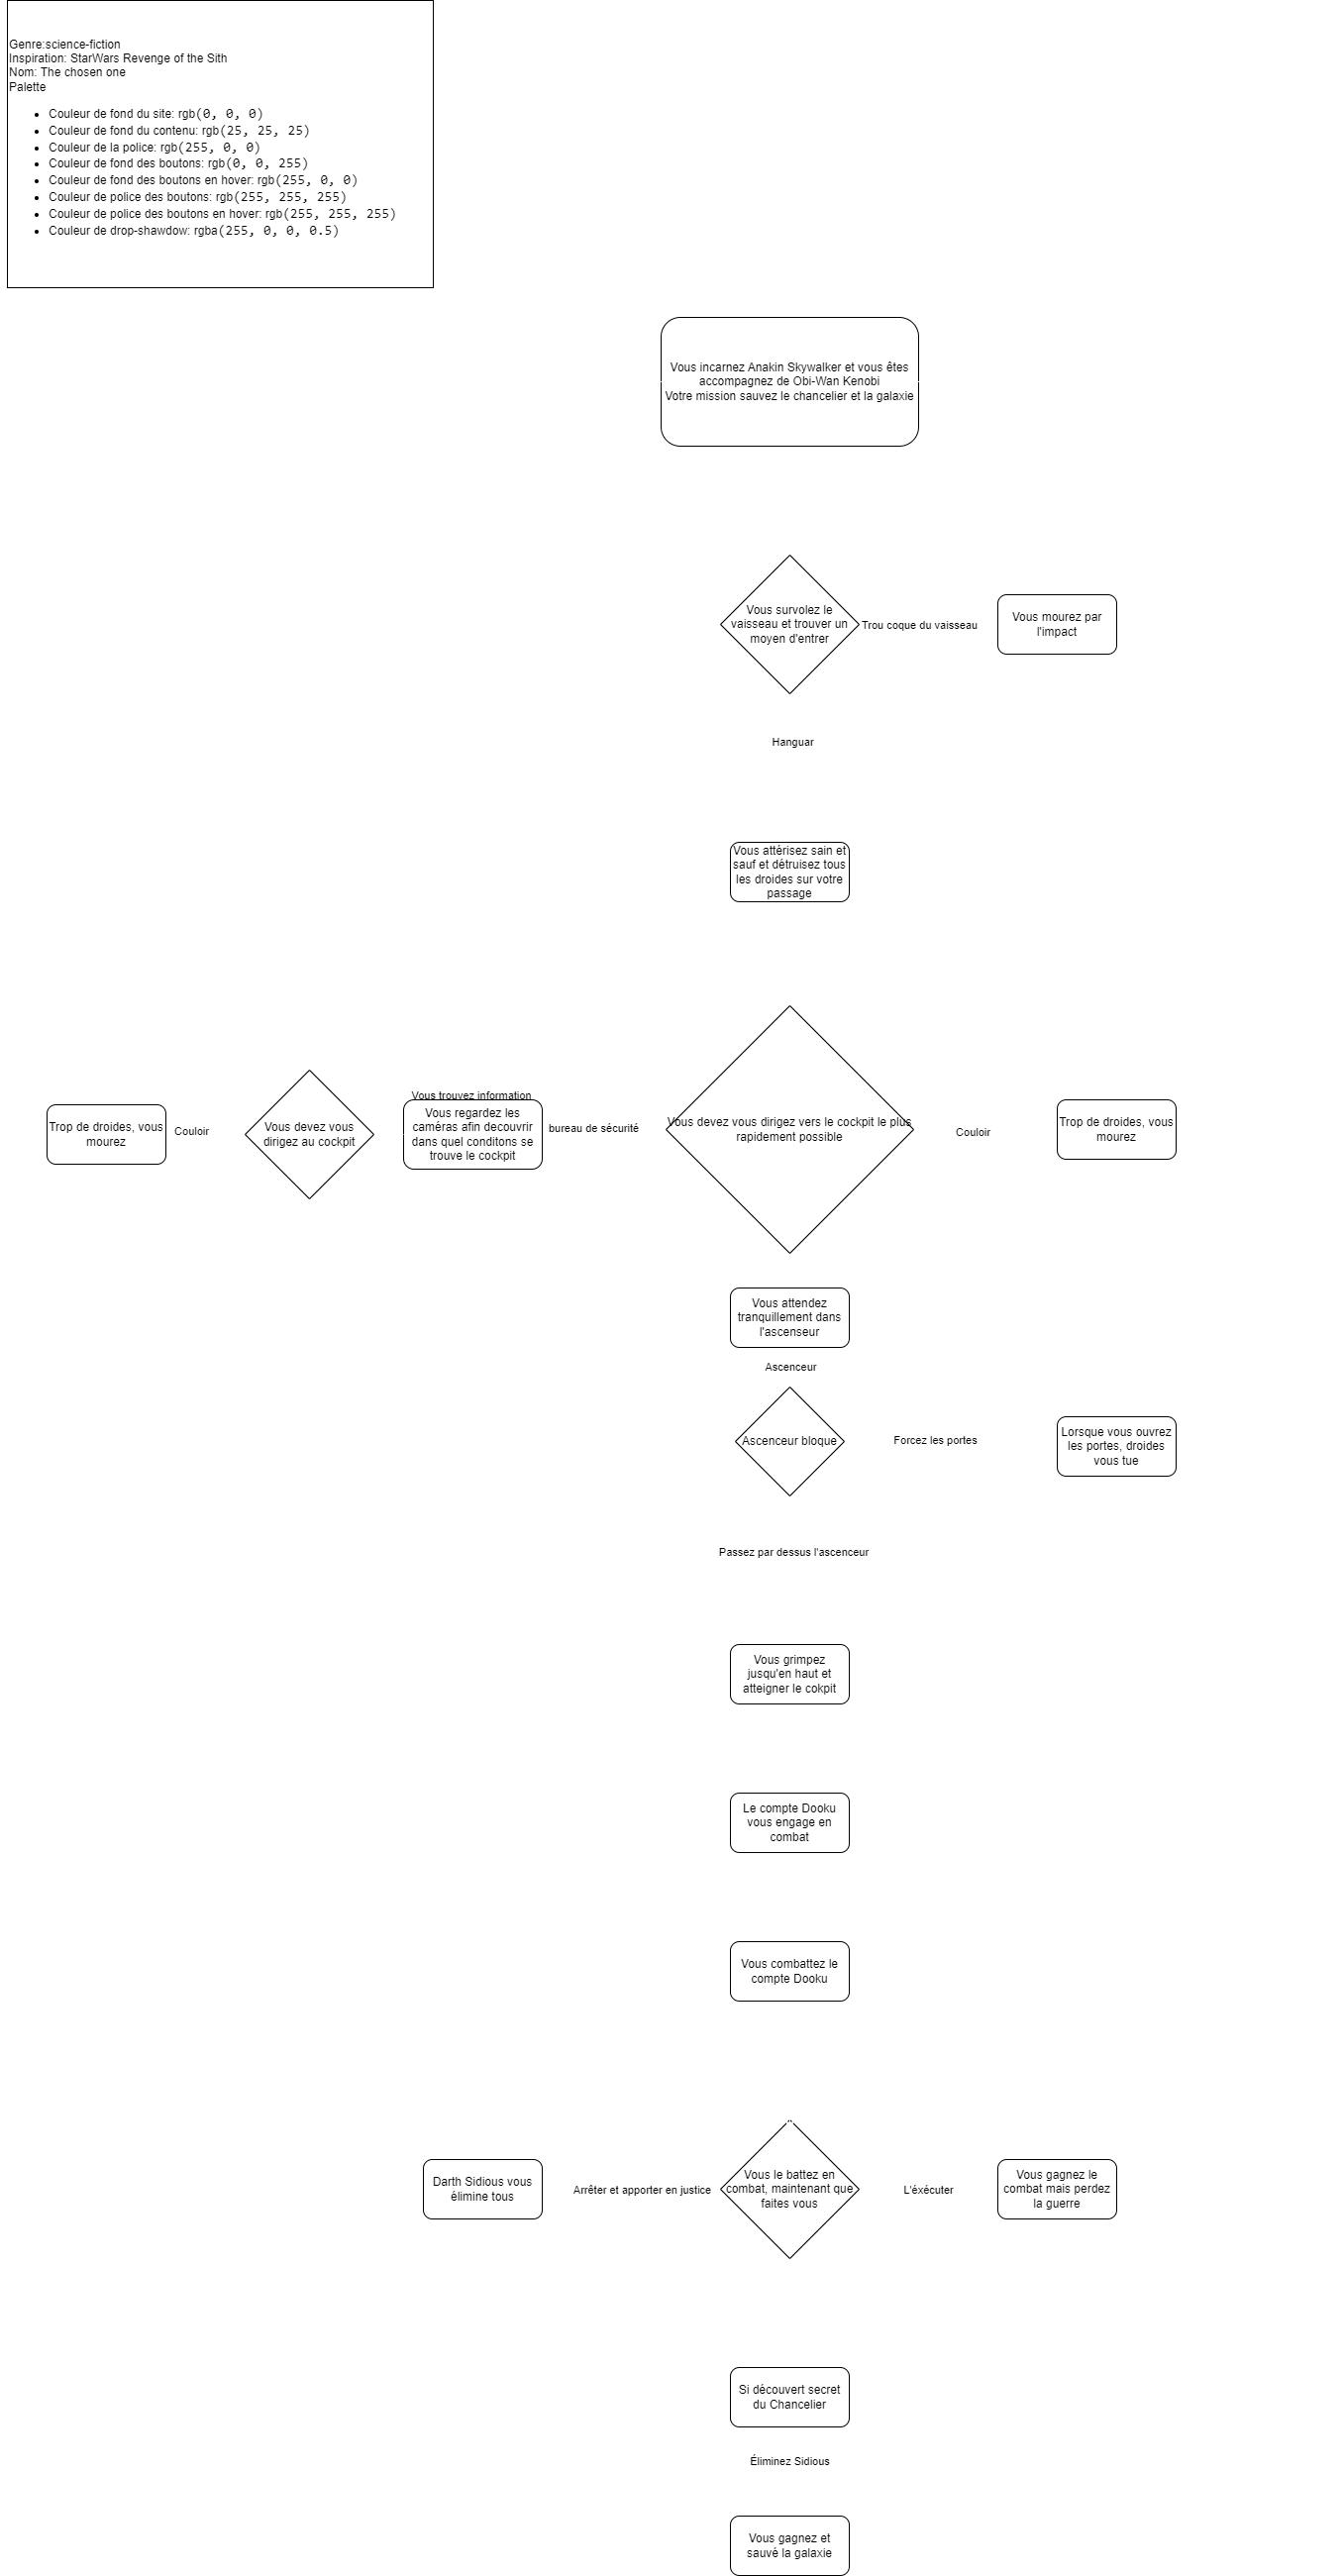 Genre:science-fiction
Inspiration: StarWars Revenge of the Sith
Nom: The chosen one
Palette
• Couleur de fond du site: rgb(0, 0, 0)
• Couleur de fond du contenu: rgb(25, 25, 25)
• Couleur de la police: rgb(255, 0, 0)
• Couleur de fond des boutons: rgb(0, 0, 255)
• Couleur de fond des boutons en hover: rgb(255, 0, 0)
• Couleur de police des boutons: rgb(255, 255, 255)
• Couleur de police des boutons en hover: rgb(255, 255, 255)
• Couleur de drop-shawdow: rgba(255, 0, 0, 0.5)
Vous incarnez Anakin Skywalker et vous êtes
accompagnez de Obi-Wan Kenobi
Votre mission sauvez le chancelier et la galaxie
Vous survolez le
vaisseau et trouver un
moyen d'entrer
Trou coque du vaisseau
Vous mourez par
l'impact
Hanguar
Vous attérisez sain et
sauf et détruisez tous
les droides sur votre
passage
Trop de droides, vous
mourez
Couloir
Vous devez vous
dirigez au cockpit
Vous trouvez information
Vous regardez les
caméras afin decouvrir
dans quel conditons se
trouve le cockpit
bureau de sécurité
Vous devez vous dirigez vers le cockpit le plus
rapidement possible
Couloir
Trop de droides, vous
mourez
Vous attendez
tranquillement dans
l'ascenseur
Ascenceur
Ascenceur bloque
Forcez les portes
Lorsque vous ouvrez
les portes, droides
vous tue
Passez par dessus l'ascenceur
Vous grimpez
jusqu'en haut et
atteigner le cokpit
Le compte Dooku
vous engage en
combat
Vous combattez le
compte Dooku
Darth Sidious vous
élimine tous
Arrêter et apporter en justice
Vous le battez en
combat, maintenant que
faites vous
L'éxécuter
Vous gagnez le
combat mais perdez
la guerre
Si découvert secret
du Chancelier
Éliminez Sidious
Vous gagnez et
sauvé la galaxie